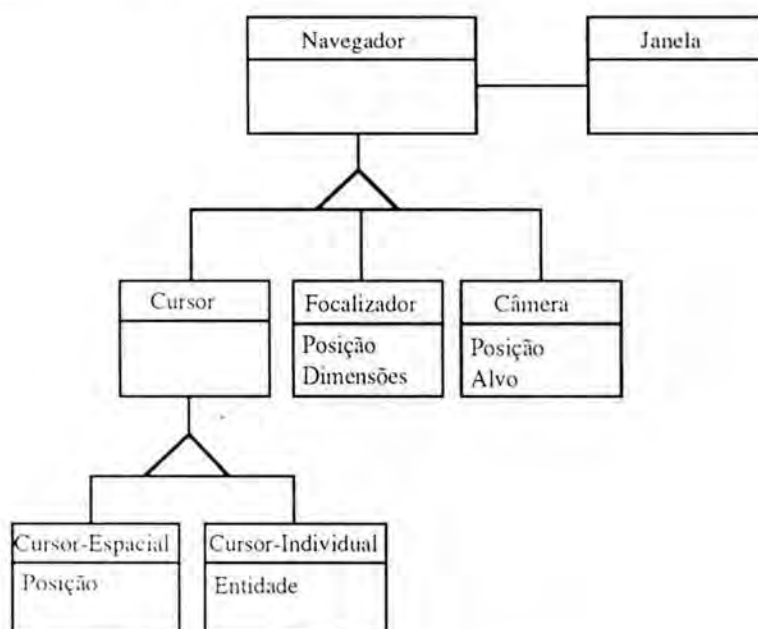 Navegador
Janela
Cursor
Focalizador
Câmera
Posição
Dimensões
Posição
Alvo
Cursor-Espacial
Cursor-Individual
Posição
Entidade